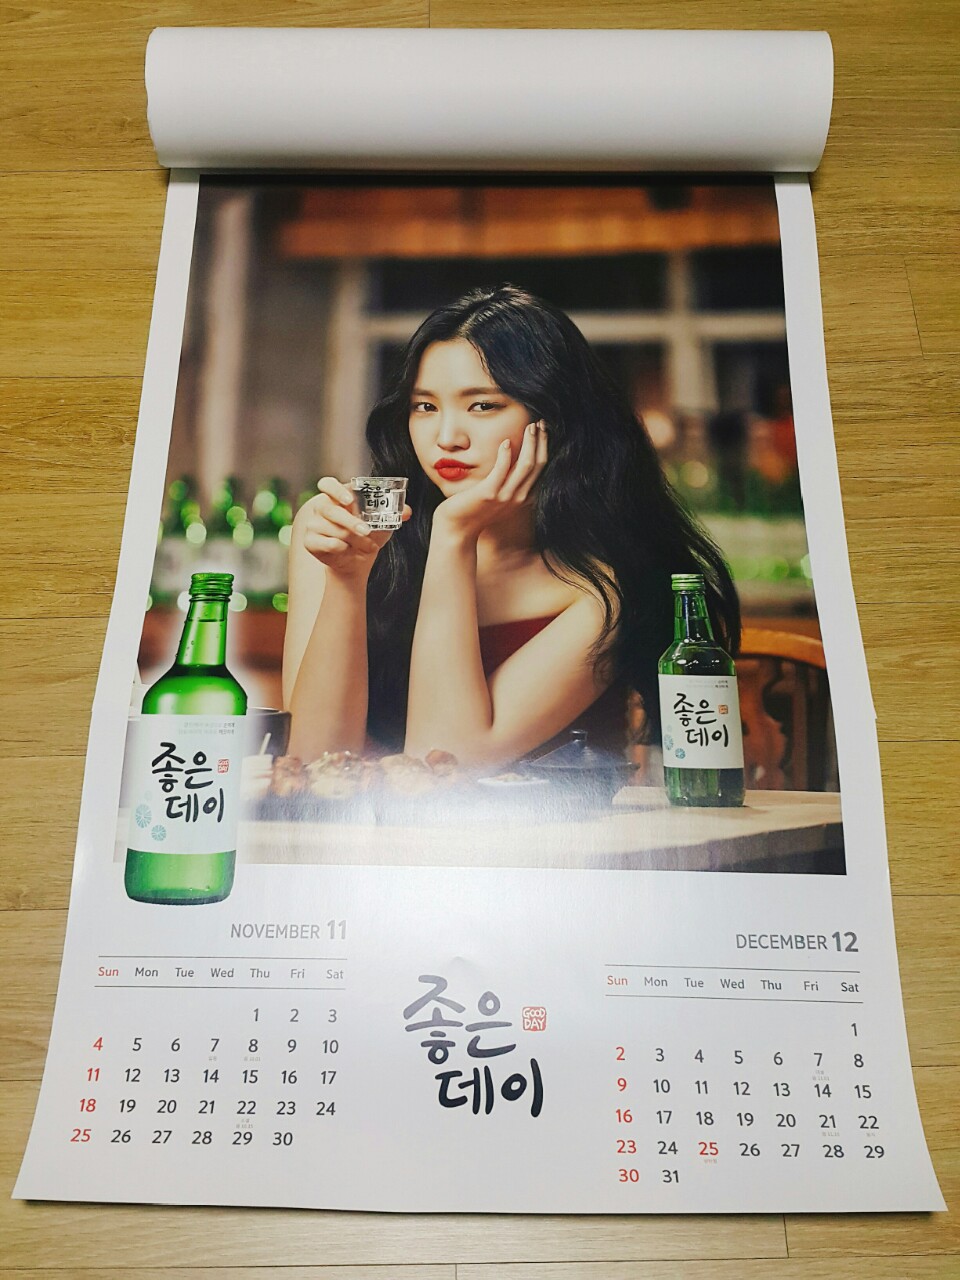 좋은
데이
좋은
데이
GOOD
DAY
좋은
데이
NOVEMBER 11
Sun Mon Tue Wed Thu Fri Sat
1 2 3
4 5 6 7 8 9 10
11 12 13 14 15 16 17
18 19 20 21 22 23 24
25 26 27 28 29 30
좋은
데이
GOOD
DAY
DECEMBER 12
Sun Mon Tue Wed Thu Fri Sat
1
2 3 4 5 6 7 8
9 10 11 12 13 14 15
16 17 18 19 20 21 22
23 24 25 26 27 28 29
30 31